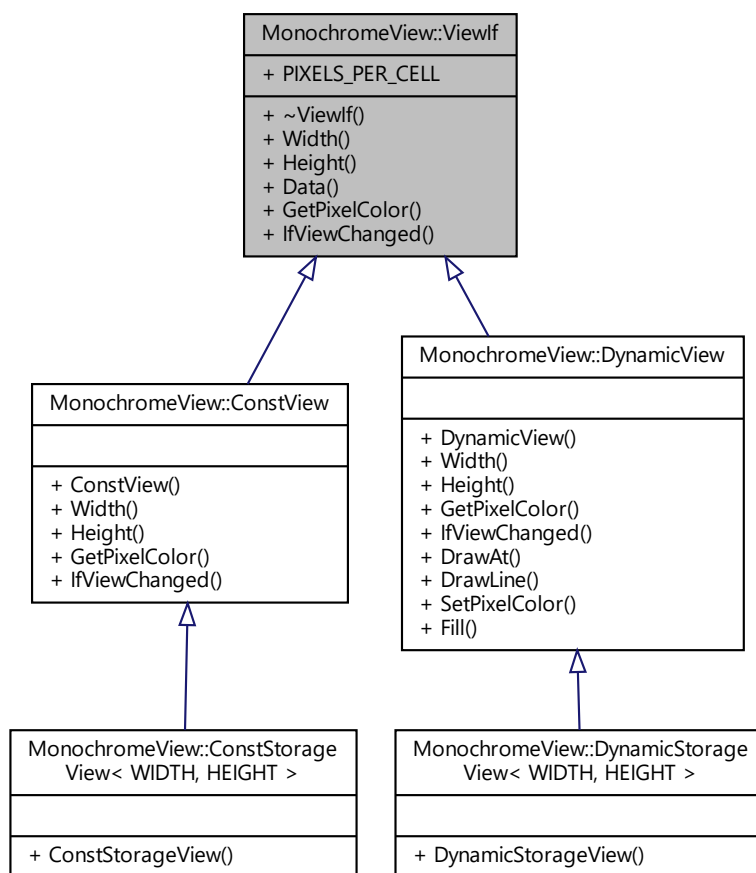 MonochromeView::ViewIf
+ PIXELS_PER_CELL
+ ~ViewIf()
+ Width()
+ Height()
+ Data()
+ GetPixelColor()
+ IfViewChanged()
MonochromeView::ConstView
+ ConstView()
+ Width()
+ Height()
+ GetPixelColor()
+ IfViewChanged()
MonochromeView::DynamicView
+ DynamicView()
+ Width()
+ Height()
+ GetPixelColor()
+ IfViewChanged()
+ DrawAt()
+ DrawLine()
+ SetPixelColor()
+ Fill()
MonochromeView::ConstStorage
View< WIDTH, HEIGHT >
+ ConstStorageView()
MonochromeView::DynamicStorage
View< WIDTH, HEIGHT >
+ DynamicStorageView()